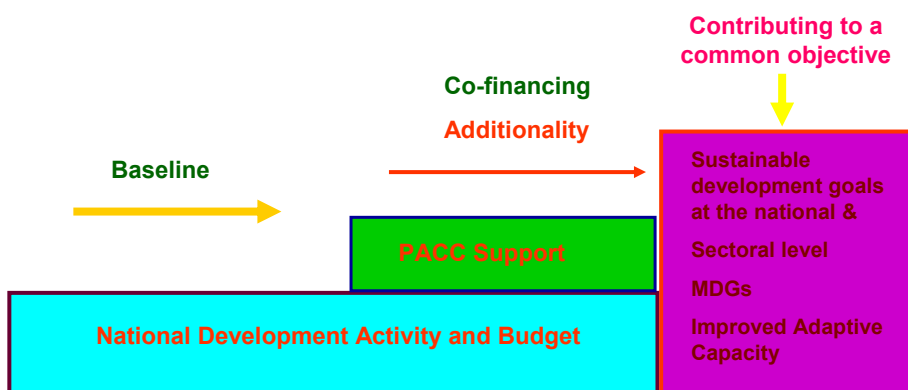 Contributing to a
common objective
Co-financing
Additionality
Baseline
Sustainable
development goals
at the national &
Sectoral level
MDGs
Improved Adaptive
Capacity
PACC Support
National Development Activity and Budget